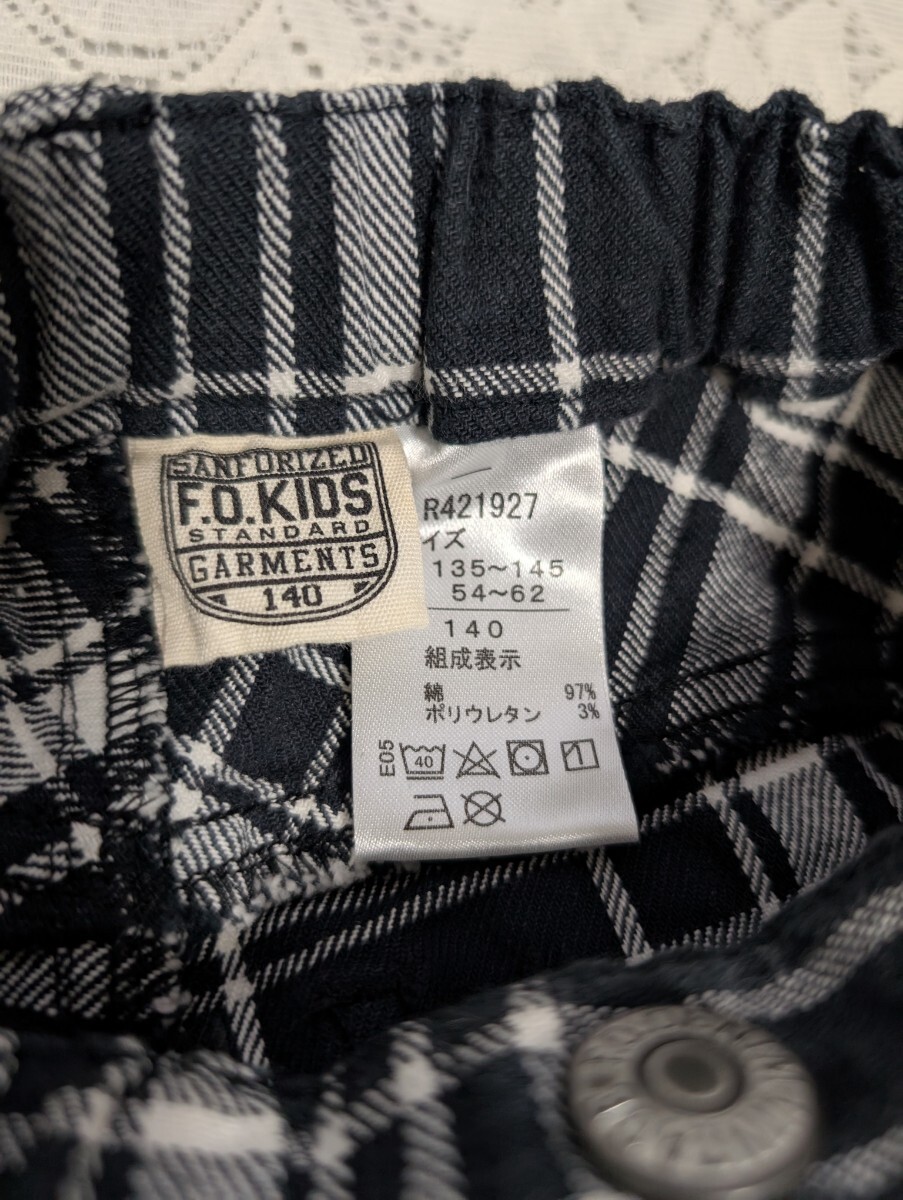 SANFORIZED
F.O.KIDS
STANDARD
GARMENTS
140
R421927
イズ
135～145
54～62
140
組成表示
綿 97%
ポリウレタン 3%
E05 40